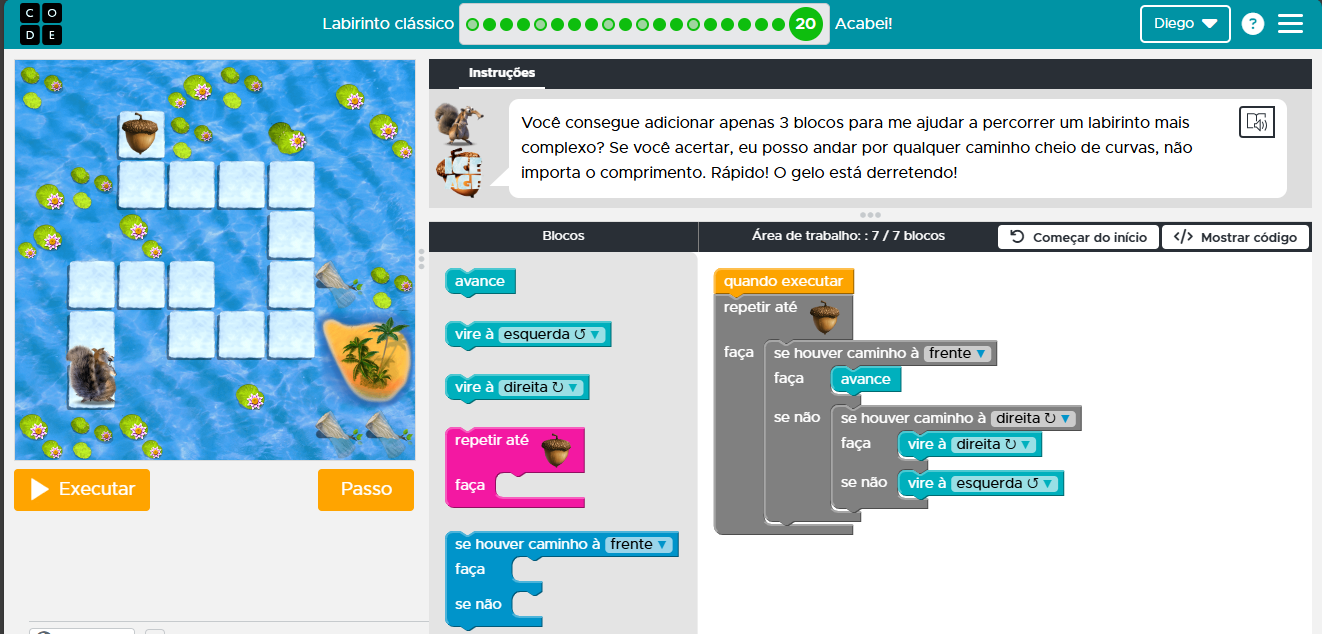 C O
D E
Labirinto clássico
20
Acabei!
Diego
?
Instruções
ICE
AGE
Você consegue adicionar apenas 3 blocos para me ajudar a percorrer um labirinto mais
complexo? Se você acertar, eu posso andar por qualquer caminho cheio de curvas, não
importa o comprimento. Rápido! O gelo está derretendo!
Blocos
Área de trabalho: : 7 / 7 blocos
Começar do início
</> Mostrar código
avance
vire à esquerda ↺ ▼
vire à direita ↻ ▼
repetir até
faça
se houver caminho à frente ▼
faça
se não
quando executar
repetir até
faça
se houver caminho à frente ▼
faça
avance
se não
se houver caminho à direita ↻ ▼
faça
vire à direita ↻ ▼
se não
vire à esquerda ↺ ▼
Executar
Passo